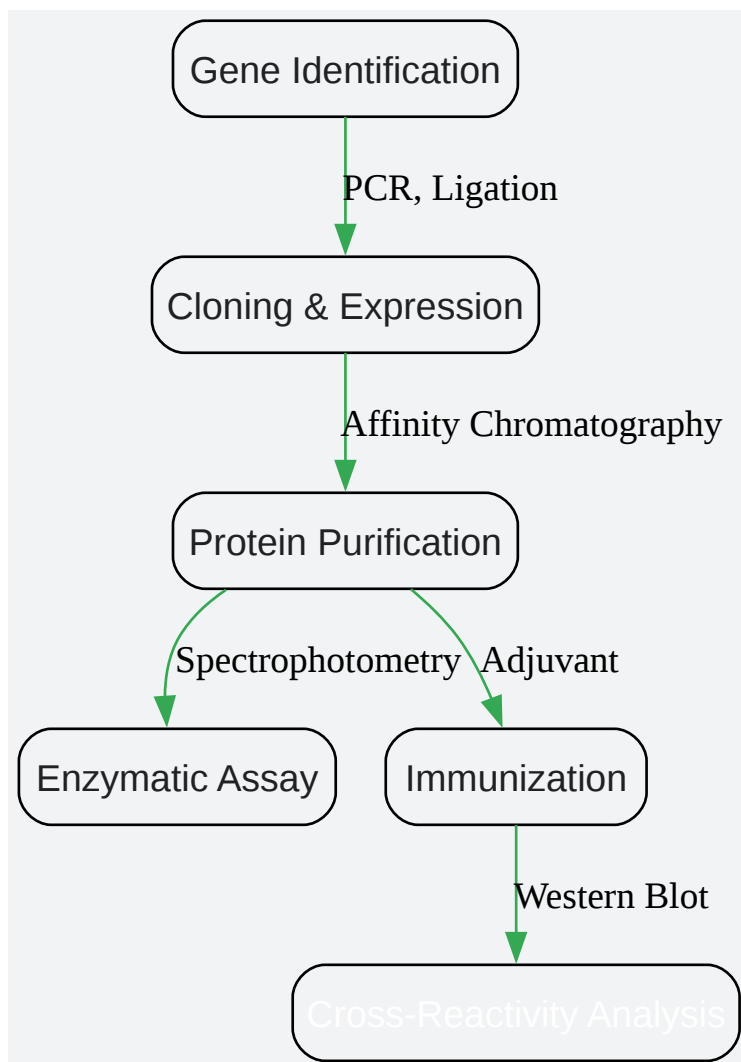 Gene Identification
PCR, Ligation
Cloning & Expression
Affinity Chromatography
Protein Purification
Spectrophotometry
Adjuvant
Enzymatic Assay
Immunization
Western Blot
Cross-Reactivity Analysis